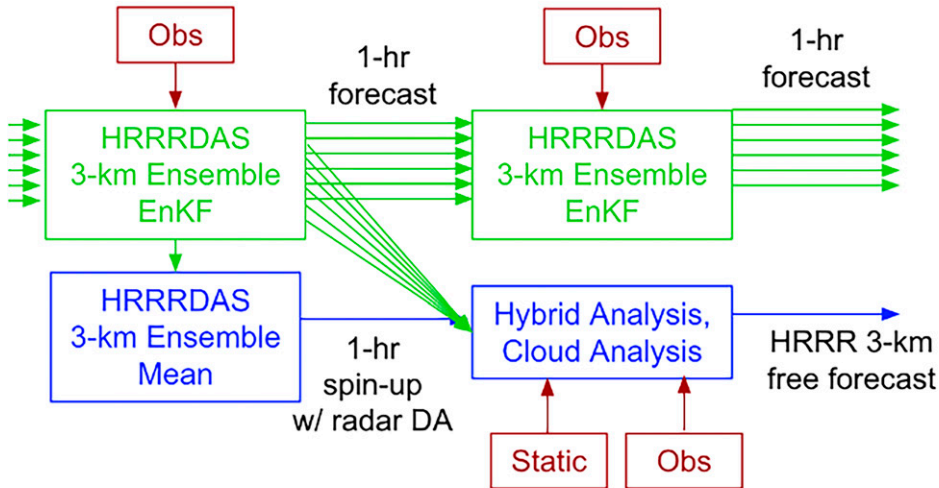 Obs
1-hr
forecast
Obs
1-hr
forecast
HRRRDAS
3-km Ensemble
EnKF
HRRRDAS
3-km Ensemble
EnKF
HRRRDAS
3-km Ensemble
Mean
1-hr
spin-up
w/ radar DA
Hybrid Analysis,
Cloud Analysis
HRRR 3-km
free forecast
Static
Obs